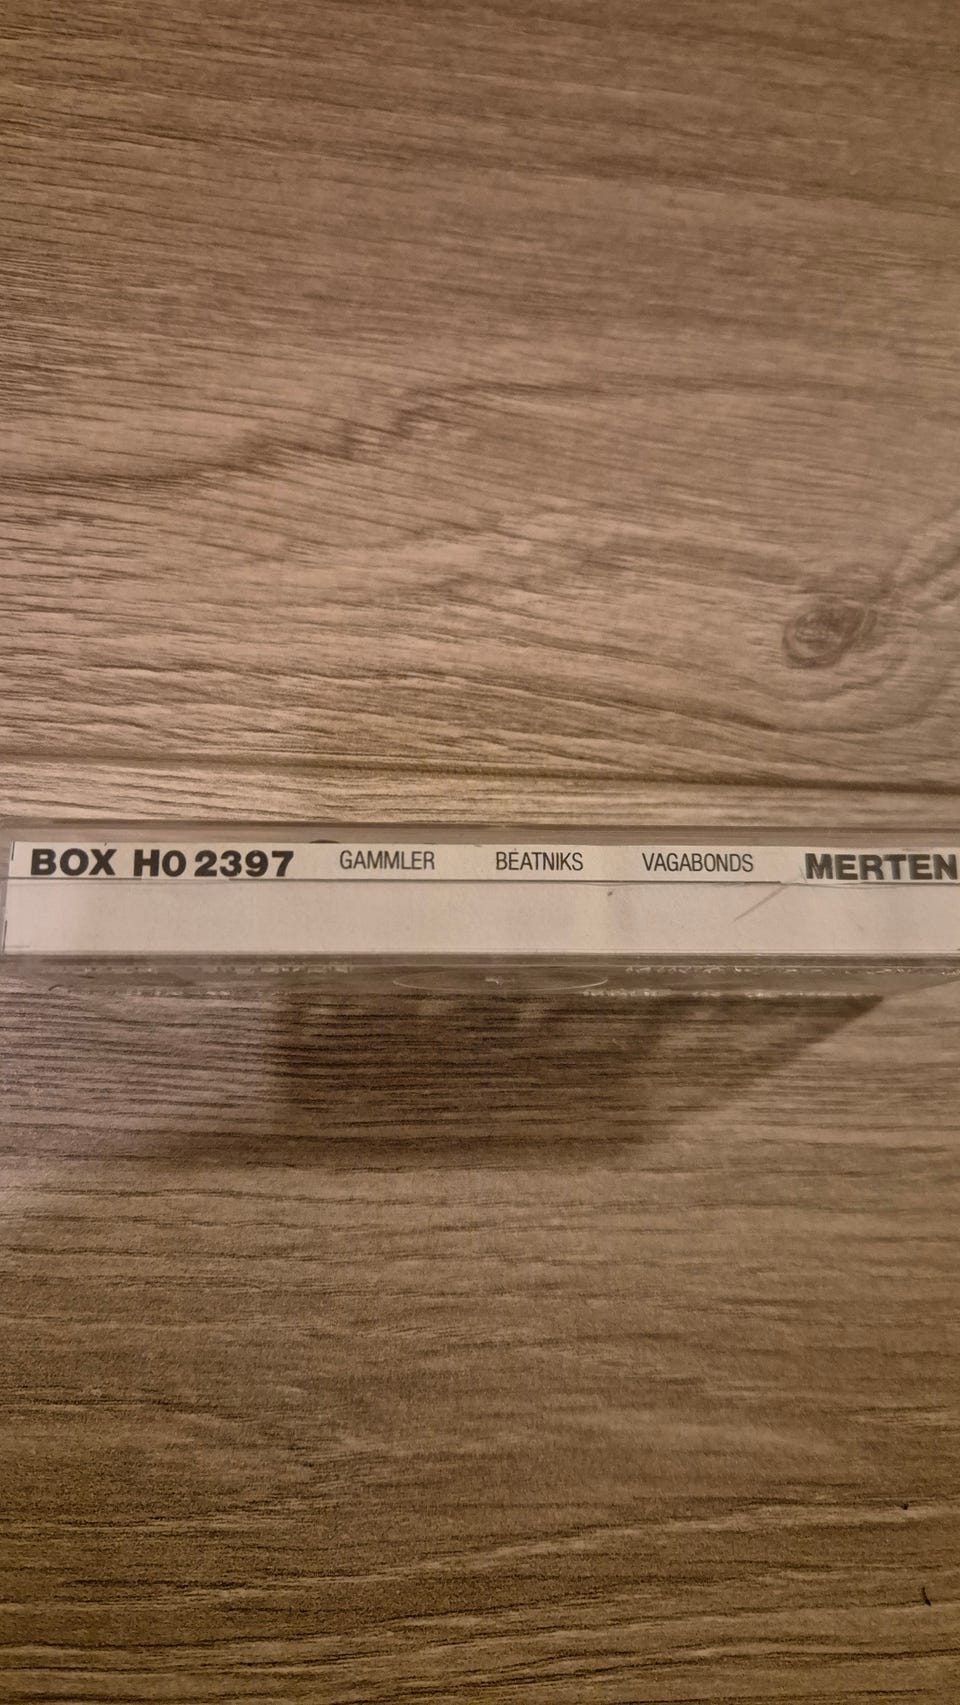 BOX H0 2397 GAMMLER BEATNIKS VAGABONDS MERTEN